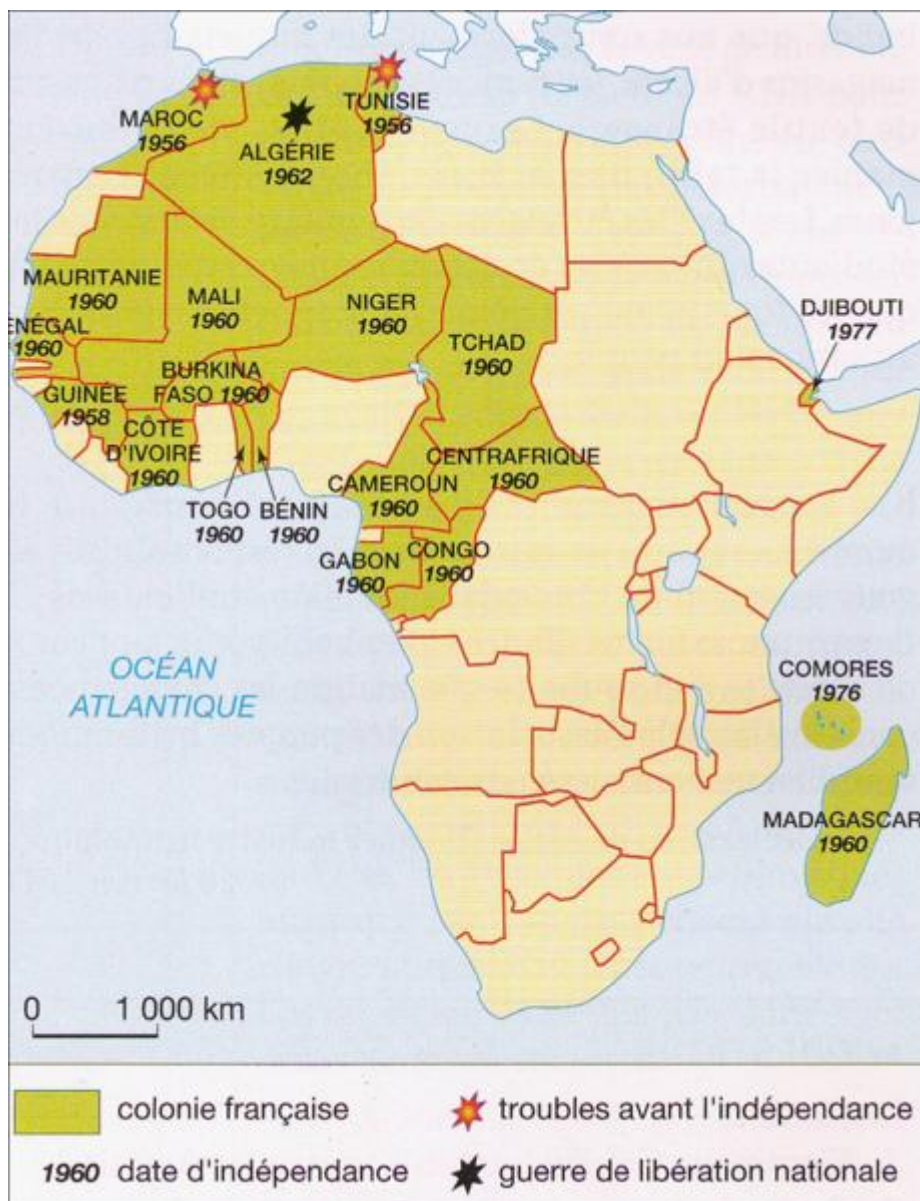 MAROC
1956
TUNISIE
1956
ALGÉRIE
1962
MAURITANIE
1960
MALI
1960
NIGER
1960
TCHAD
1960
DJIBOUTI
1977
ENÉGAL
1960
GUINÉE
1958
BURKINA
FASO 1960
CÔTE
D'IVOIRE
1960
TOGO
1960
BÉNIN
1960
CAMEROUN
1960
CENTRAFRIQUE
1960
GABON
1960
CONGO
1960
OCÉAN
ATLANTIQUE
COMORES
1976
MADAGASCAR
1960
0 1 000 km
colonie française
troubles avant l'indépendance
1960 date d'indépendance
guerre de libération nationale